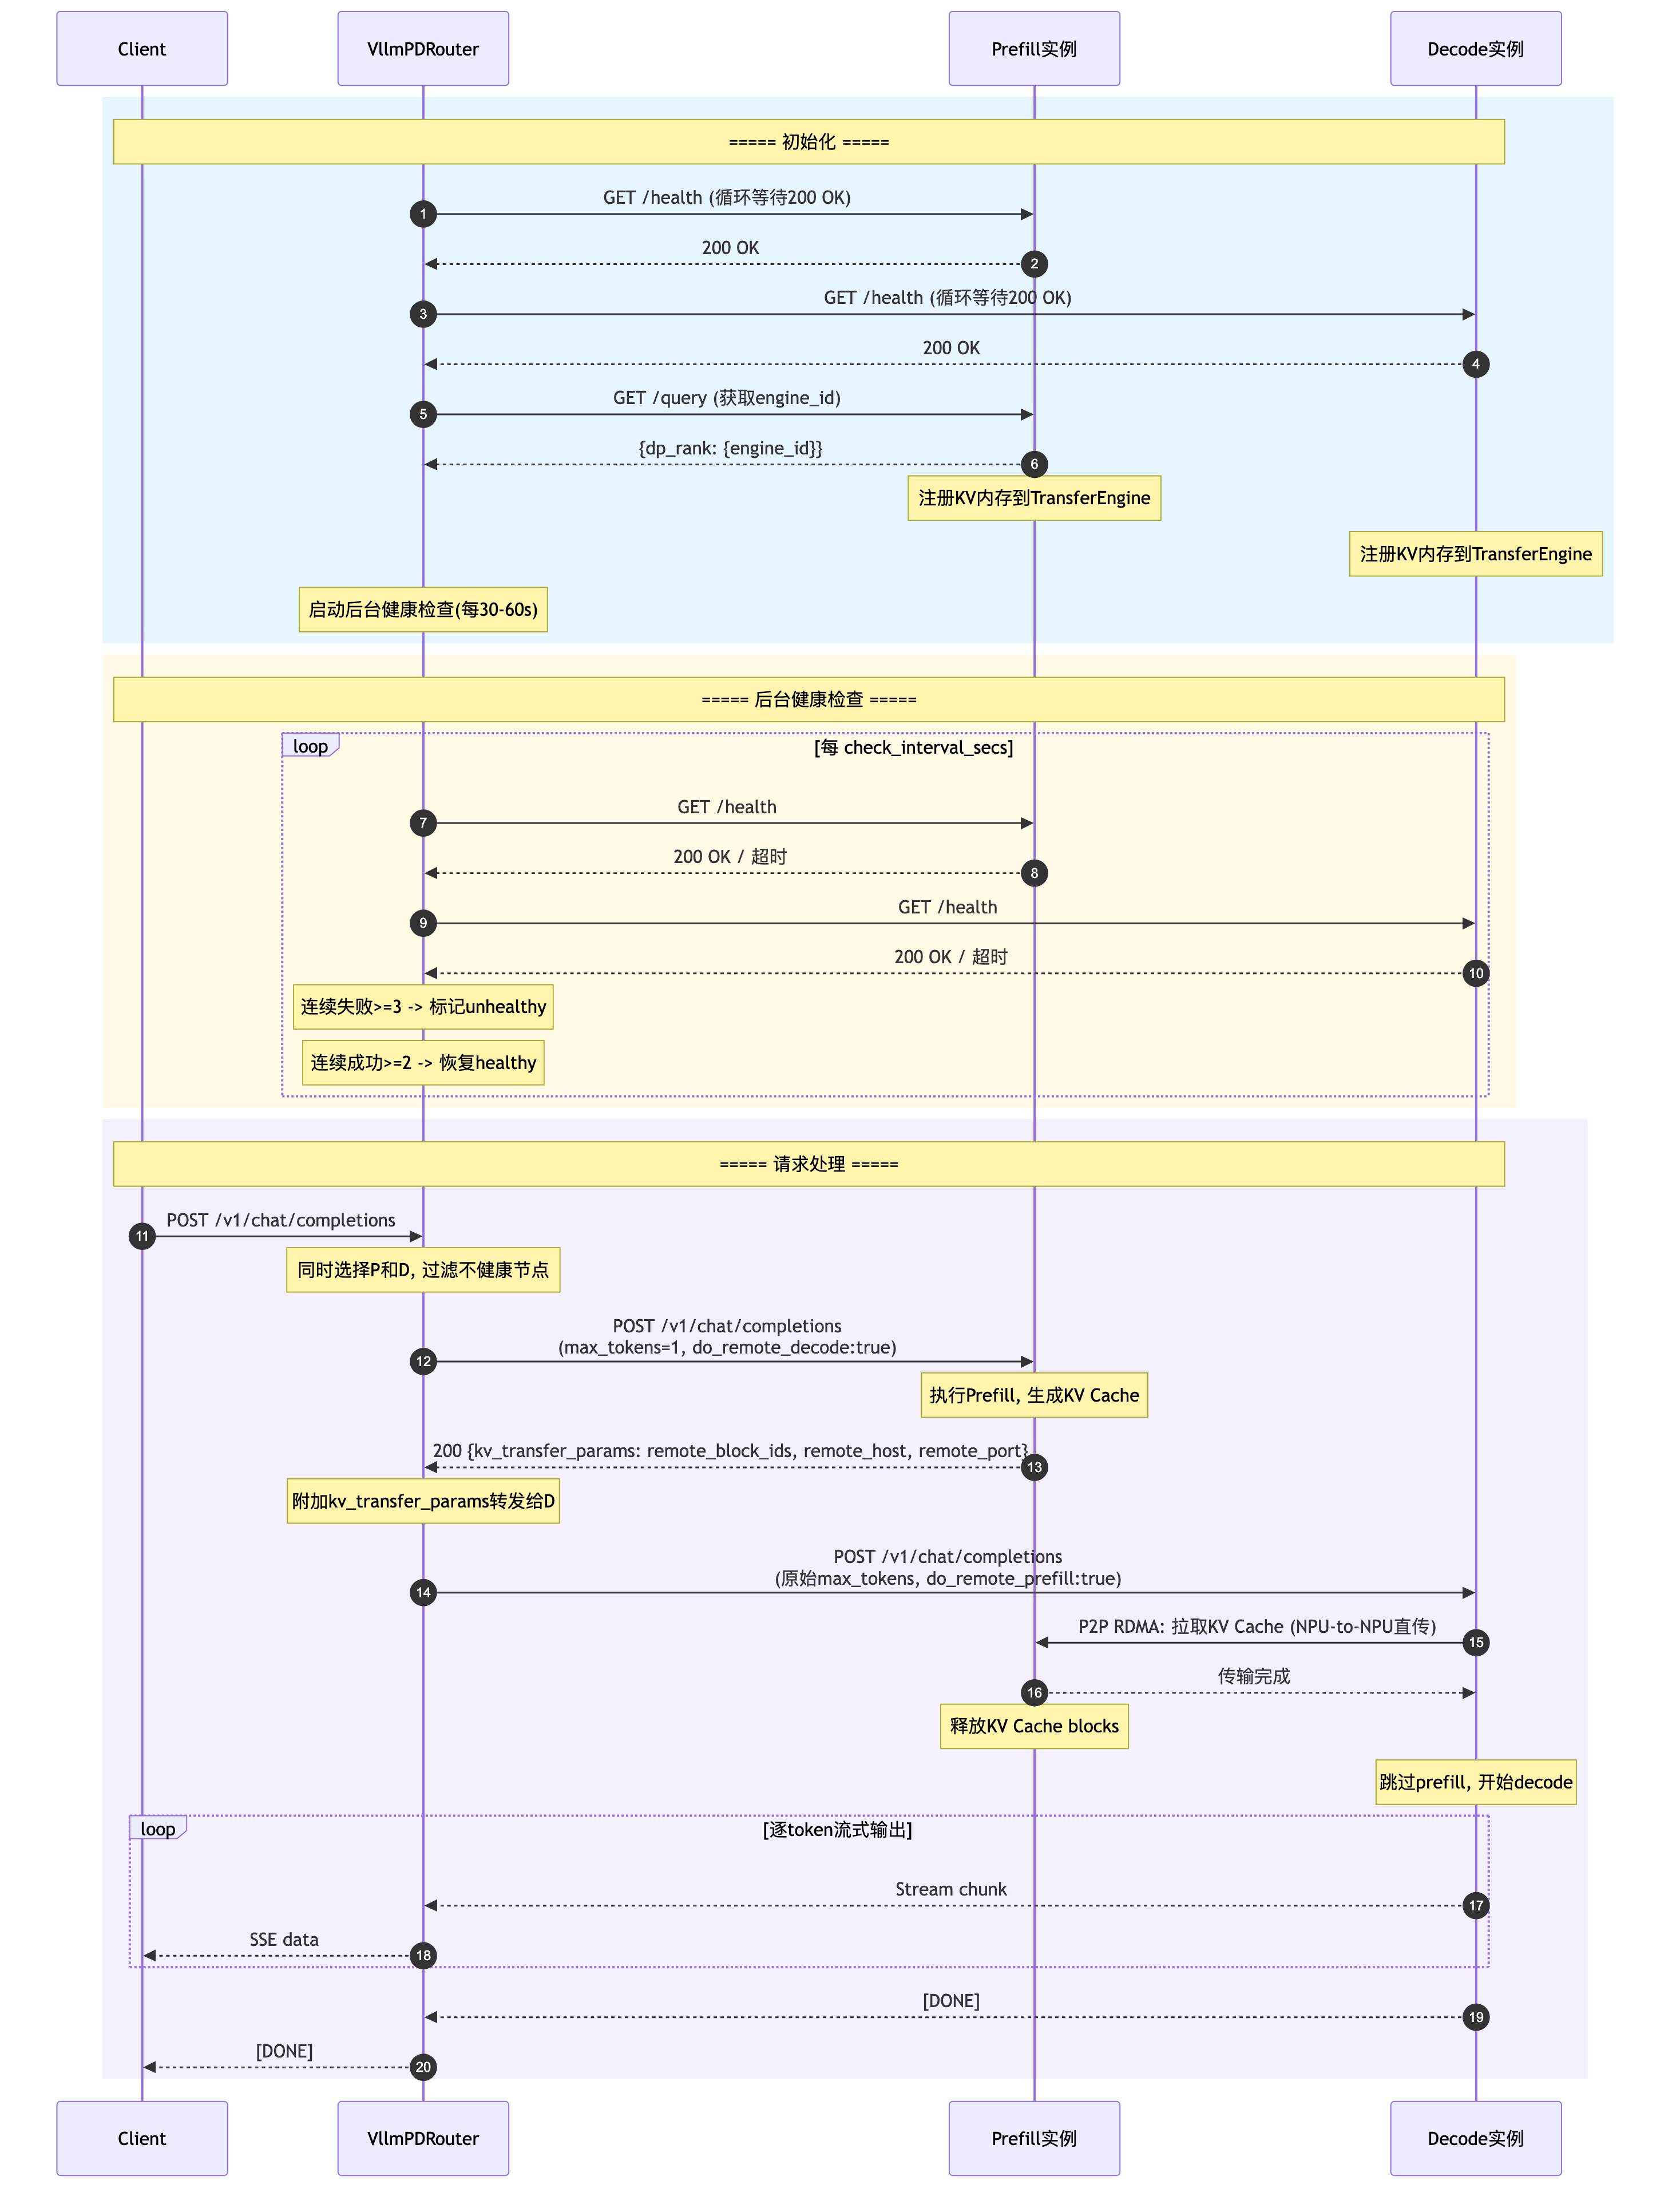 Client
VllmPDRouter
Prefill实例
Decode实例
===== 初始化 =====
GET /health (循环等待200 OK)
1
200 OK
2
GET /health (循环等待200 OK)
3
200 OK
4
GET /query (获取engine_id)
5
{dp_rank: {engine_id}}
6
注册KV内存到TransferEngine
注册KV内存到TransferEngine
启动后台健康检查(每30-60s)
===== 后台健康检查 =====
loop
[每 check_interval_secs]
GET /health
7
200 OK / 超时
8
GET /health
9
200 OK / 超时
10
连续失败>=3 -> 标记unhealthy
连续成功>=2 -> 恢复healthy
===== 请求处理 =====
POST /v1/chat/completions
11
同时选择P和D, 过滤不健康节点
POST /v1/chat/completions
(max_tokens=1, do_remote_decode:true)
12
执行Prefill, 生成KV Cache
200 {kv_transfer_params: remote_block_ids, remote_host, remote_port}
13
附加kv_transfer_params转发给D
POST /v1/chat/completions
(原始max_tokens, do_remote_prefill:true)
14
P2P RDMA: 拉取KV Cache (NPU-to-NPU直传)
15
传输完成
16
释放KV Cache blocks
跳过prefill, 开始decode
loop
[逐token流式输出]
Stream chunk
17
SSE data
18
[DONE]
19
[DONE]
20
Client
VllmPDRouter
Prefill实例
Decode实例